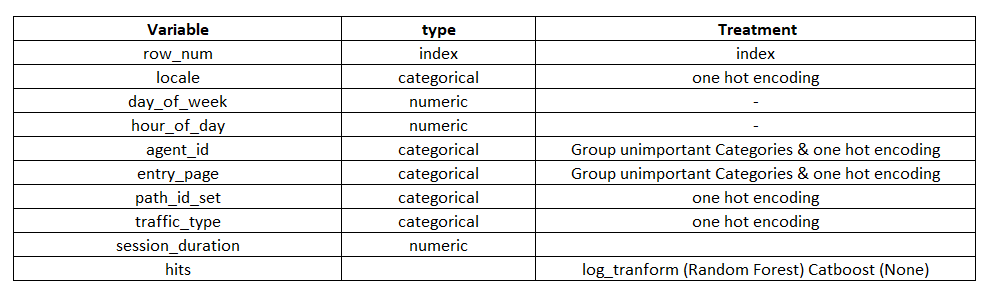 Variable type Treatment
row_num index index
locale categorical one hot encoding
day_of_week numeric -
hour_of_day numeric -
agent_id categorical Group unimportant Categories & one hot encoding
entry_page categorical Group unimportant Categories & one hot encoding
path_id_set categorical one hot encoding
traffic_type categorical one hot encoding
session_duration numeric
hits log_tranform (Random Forest) Catboost (None)